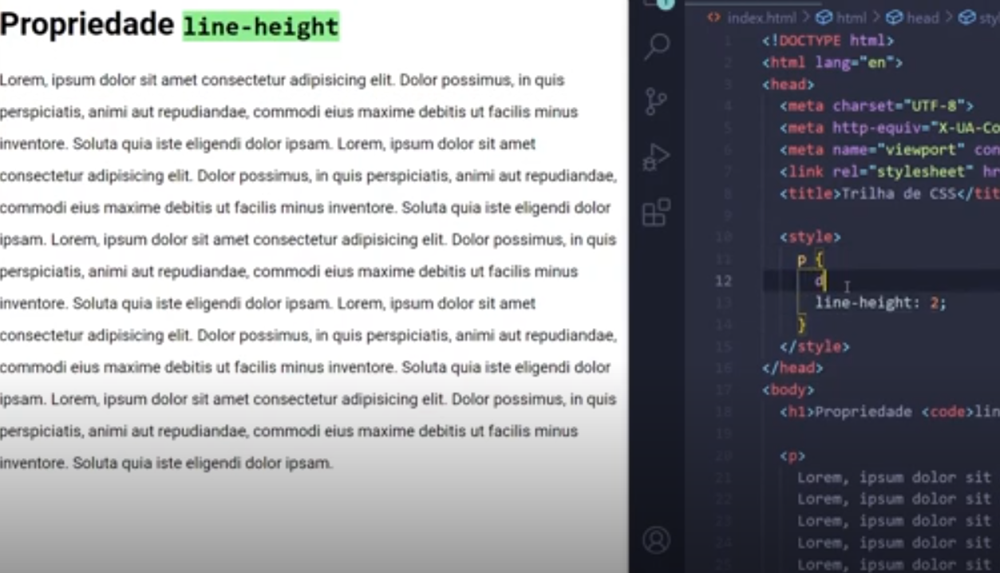 Propriedade line-height
Lorem, ipsum dolor sit amet consectetur adipisicing elit. Dolor possimus, in quis
perspiciatis, animi aut repudiandae, commodi eius maxime debitis ut facilis minus
inventore. Soluta quia iste eligendi dolor ipsam. Lorem, ipsum dolor sit amet
consectetur adipisicing elit. Dolor possimus, in quis perspiciatis, animi aut repudiandae,
commodi eius maxime debitis ut facilis minus inventore. Soluta quia iste eligendi dolor
ipsam. Lorem, ipsum dolor sit amet consectetur adipisicing elit. Dolor possimus, in quis
perspiciatis, animi aut repudiandae, commodi eius maxime debitis ut facilis minus
inventore. Soluta quia iste eligendi dolor ipsam. Lorem, ipsum dolor sit amet
consectetur adipisicing elit. Dolor possimus, in quis perspiciatis, animi aut repudiandae,
commodi eius maxime debitis ut facilis minus inventore. Soluta quia iste eligendi dolor
ipsam. Lorem, ipsum dolor sit amet consectetur adipisicing elit. Dolor possimus, in quis
perspiciatis, animi aut repudiandae, commodi eius maxime debitis ut facilis minus
inventore. Soluta quia iste eligendi dolor ipsam.
1
index.html > html > head > sty
1 <!DOCTYPE html>
2 <html lang="en">
3 <head>
4 <meta charset="UTF-8">
5 <meta http-equiv="X-UA-Co
6 <meta name="viewport" con
7 <link rel="stylesheet" hr
8 <title>Trilha de CSS</tit
9
10 <style>
11 p {
12 d
13 line-height: 2;
14 }
15 </style>
16 </head>
17 <body>
18 <h1>Propriedade <code>lin
19
20 <p>
21 Lorem, ipsum dolor sit
22 Lorem, ipsum dolor sit
23 Lorem, ipsum dolor sit
24 Lorem, ipsum dolor sit
25 Lorem, ipsum dolor sit